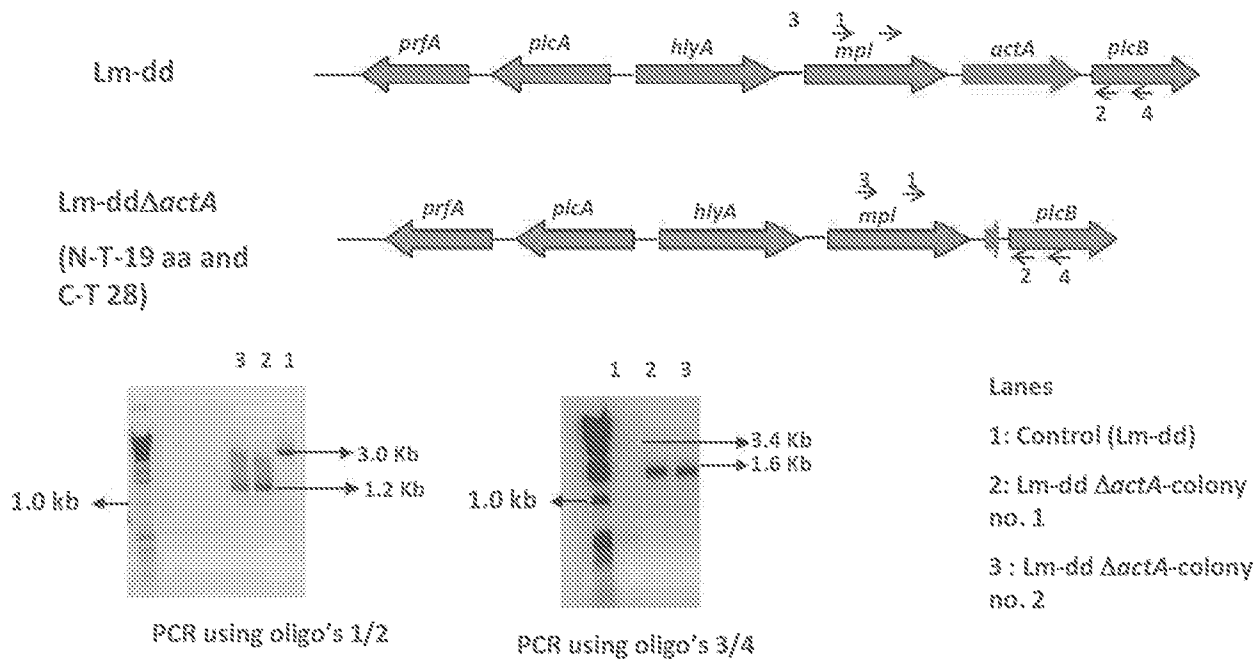 3 1
prfA plcA hlyA mpl actA plcB
Lm-dd
2 4
Lm-ddΔactA
(N-T-19 aa and
C-T 28)
3 1
prfA plcA hlyA mpl plcB
2 4
3 2 1
3.0 Kb
1.2 Kb
1.0 kb
PCR using oligo's 1/2
1 2 3
3.4 Kb
1.6 Kb
1.0 kb
PCR using oligo's 3/4
Lanes
1: Control (Lm-dd)
2: Lm-dd ΔactA-colony
no. 1
3 : Lm-dd ΔactA-colony
no. 2